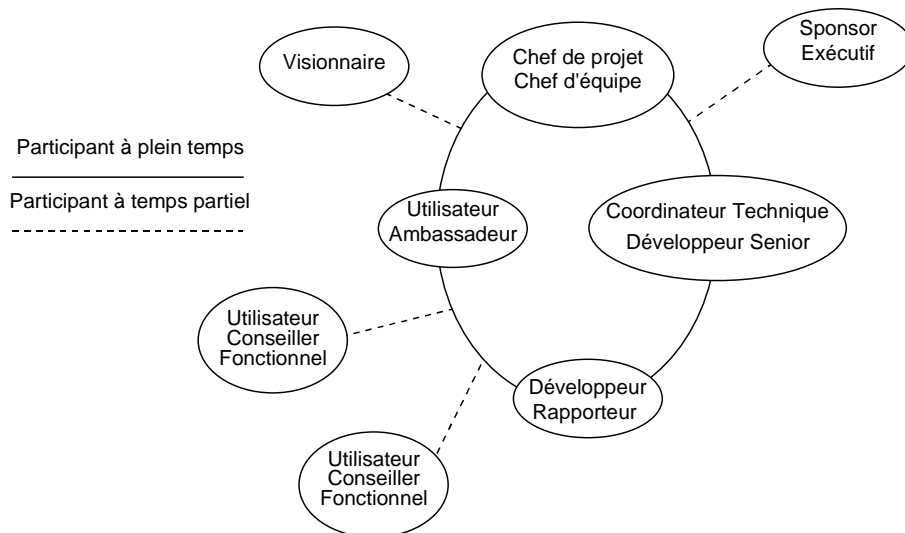 Sponsor
Exécutif
Chef de projet
Chef d'équipe
Visionnaire
Participant à plein temps
Participant à temps partiel
Utilisateur
Ambassadeur
Coordinateur Technique
Développeur Senior
Utilisateur
Conseiller
Fonctionnel
Développeur
Rapporteur
Utilisateur
Conseiller
Fonctionnel